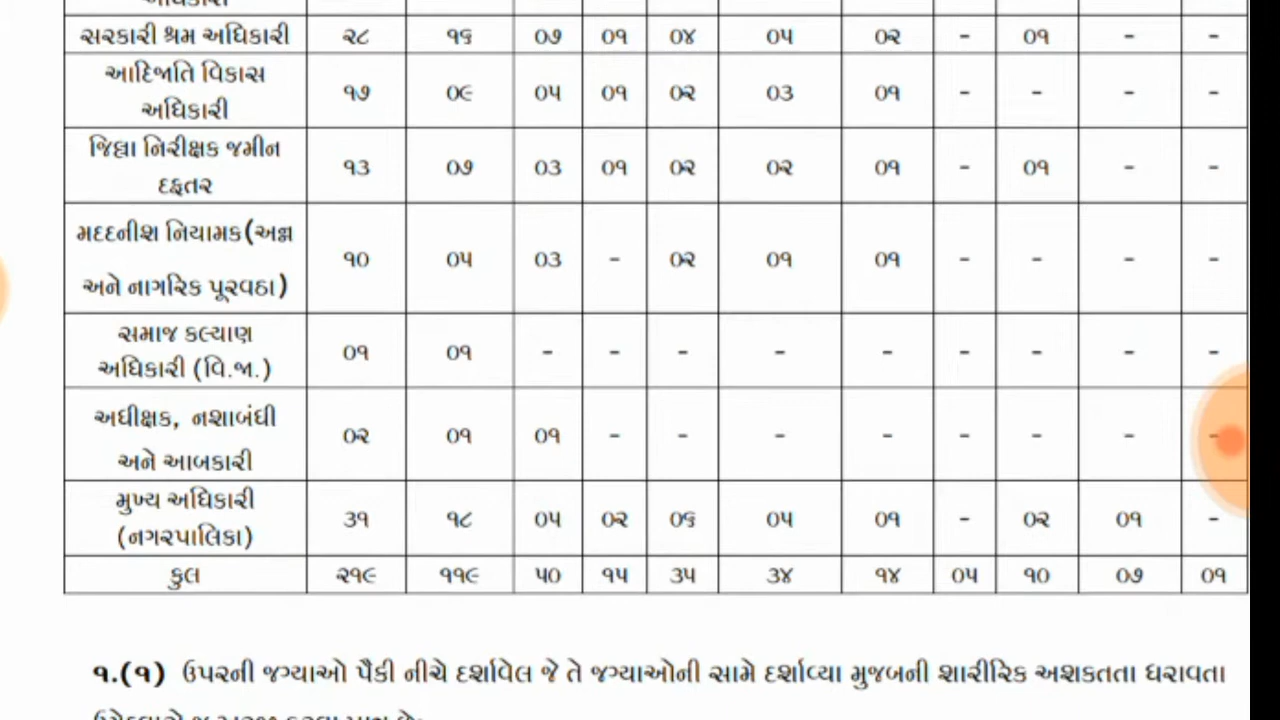 અધિકારી
સરકારી શ્રમ અધિકારી ૨૮ ૧૬ ૦૭ ૦૧ ૦૪ ૦૫ ૦૨ - ૦૧ - -
આદિજાતિ વિકાસ
અધિકારી ૧૭ ૦૯ ૦૫ ૦૧ ૦૨ ૦૩ ૦૧ - - - -
જિલ્લા નિરીક્ષક જમીન
દફતર ૧૩ ૦૭ ૦૩ ૦૧ ૦૨ ૦૨ ૦૧ - ૦૧ - -
મદદનીશ નિયામક(અન્ન
અને નાગરિક પૂરવઠા) ૧૦ ૦૫ ૦૩ - ૦૨ ૦૧ ૦૧ - - - -
સમાજ કલ્યાણ
અધિકારી (વિ.જા.) ૦૧ ૦૧ - - - - - - - - -
અધીક્ષક, નશાબંધી
અને આબકારી ૦૨ ૦૧ ૦૧ - - - - - - - -
મુખ્ય અધિકારી
(નગરપાલિકા) ૩૧ ૧૮ ૦૫ ૦૨ ૦૬ ૦૫ ૦૧ - ૦૨ ૦૧ -
કુલ ૨૧૯ ૧૧૯ ૫૦ ૧૫ ૩૫ ૩૪ ૧૪ ૦૫ ૧૦ ૦૭ ૦૧
૧.(૧) ઉપરની જગ્યાઓ પૈકી નીચે દર્શાવેલ જે તે જગ્યાઓની સામે દર્શાવ્યા મુજબની શારીરિક અશકતતા ધરાવતા